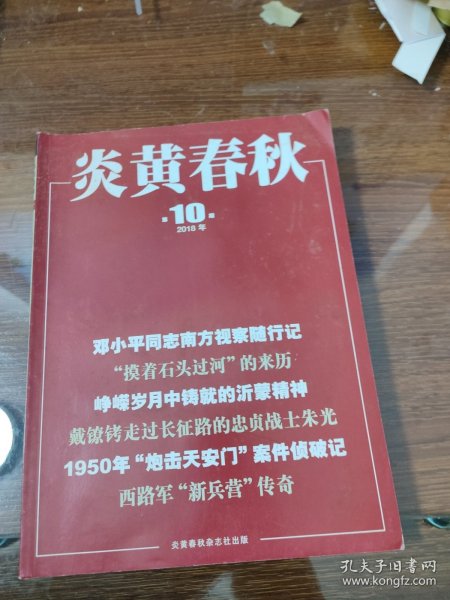 炎黄春秋
第10期
2018年
邓小平同志南方视察随行记
“摸着石头过河”的来历
峥嵘岁月中铸就的沂蒙精神
戴镣铐走过长征路的忠贞战士朱光
1950年“炮击天安门”案件侦破记
西路军“新兵营”传奇
炎黄春秋杂志社出版
孔夫子旧书网
www.kongfz.com